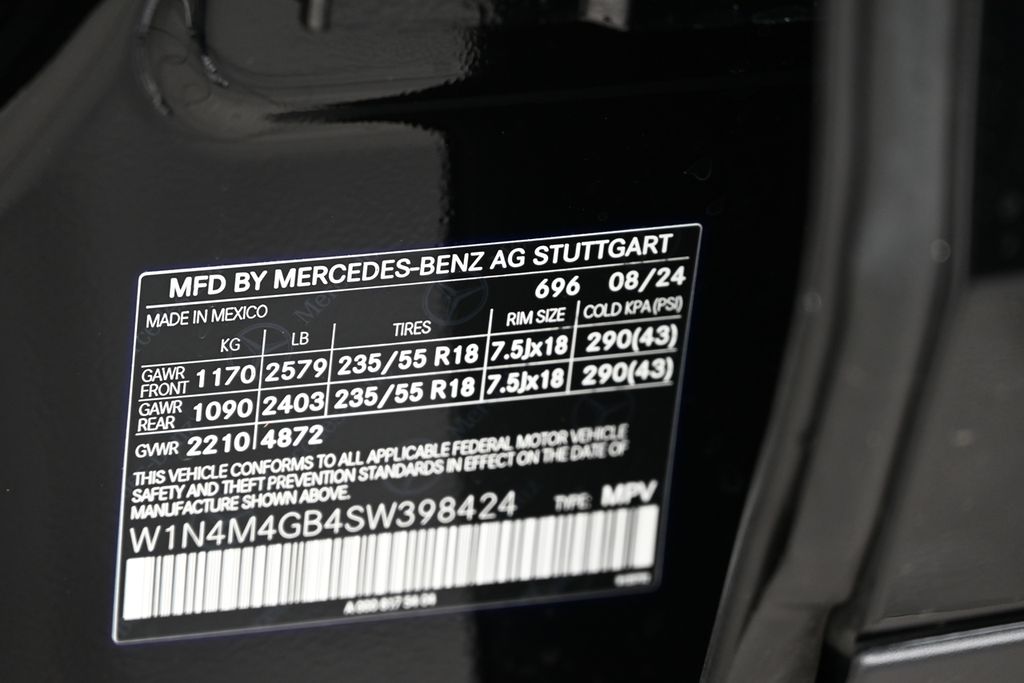 MFD BY MERCEDES-BENZ AG STUTTGART
696 08/24
MADE IN MEXICO
KG LB TIRES RIM SIZE COLD KPA (PSI)
GAWR FRONT 1170 2579 235/55 R18 7.5Jx18 290(43)
GAWR REAR 1090 2403 235/55 R18 7.5Jx18 290(43)
GVWR 2210 4872
THIS VEHICLE CONFORMS TO ALL APPLICABLE FEDERAL MOTOR VEHICLE
SAFETY AND THEFT PREVENTION STANDARDS IN EFFECT ON THE DATE OF
MANUFACTURE SHOWN ABOVE.
W1N4M4GB4SW398424 TYPE: MPV